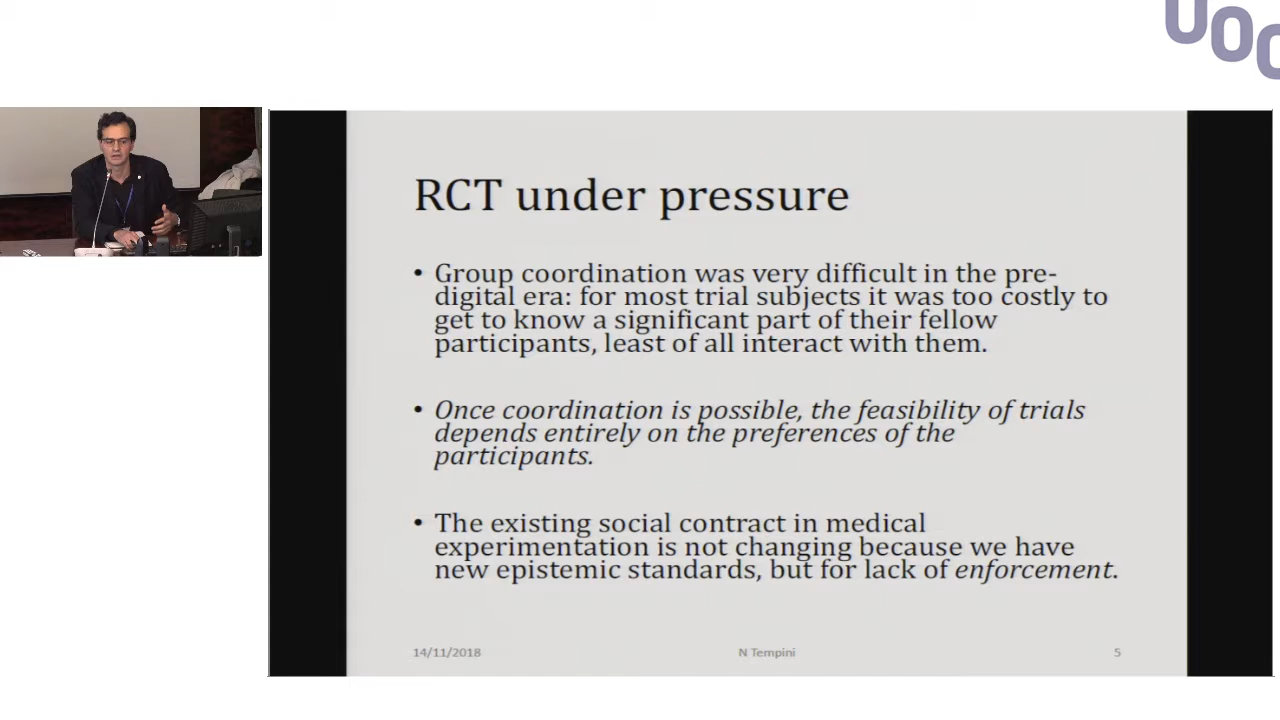 UOC
RCT under pressure
• Group coordination was very difficult in the pre-
digital era: for most trial subjects it was too costly to
get to know a significant part of their fellow
participants, least of all interact with them.
• Once coordination is possible, the feasibility of trials
depends entirely on the preferences of the
participants.
• The existing social contract in medical
experimentation is not changing because we have
new epistemic standards, but for lack of enforcement.
14/11/2018
N Tempini
5